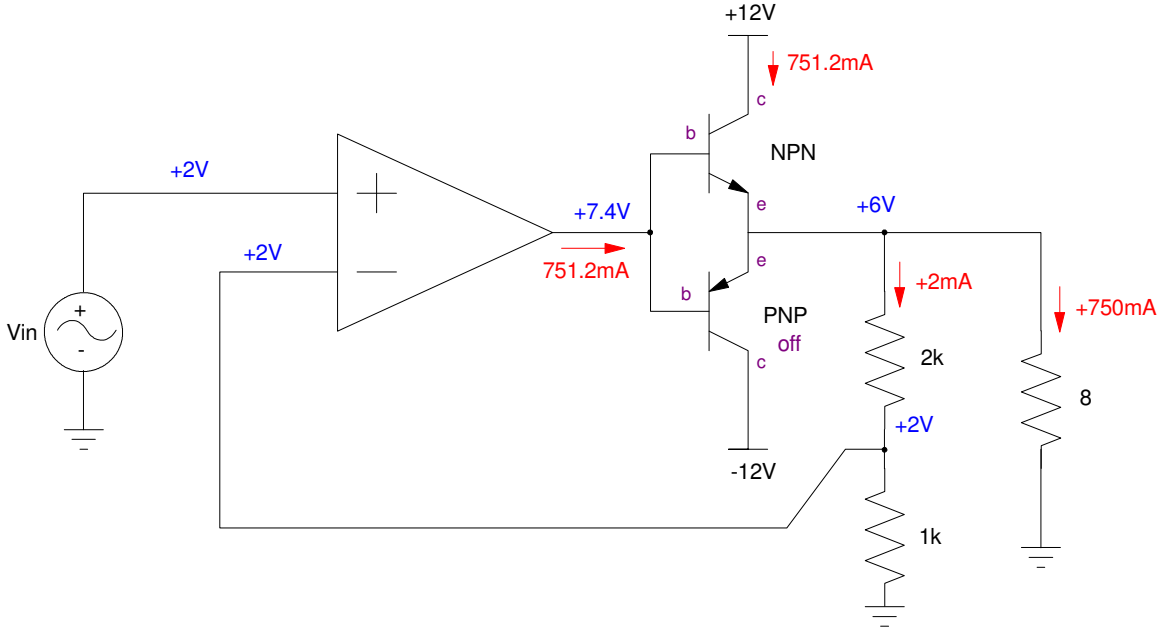 +12V
751.2mA
c
b
NPN
+2V
e
+7.4V
+6V
+2V
751.2mA
e
+2mA
b
PNP
off
+750mA
Vin
+
-
c
2k
8
+2V
-12V
1k